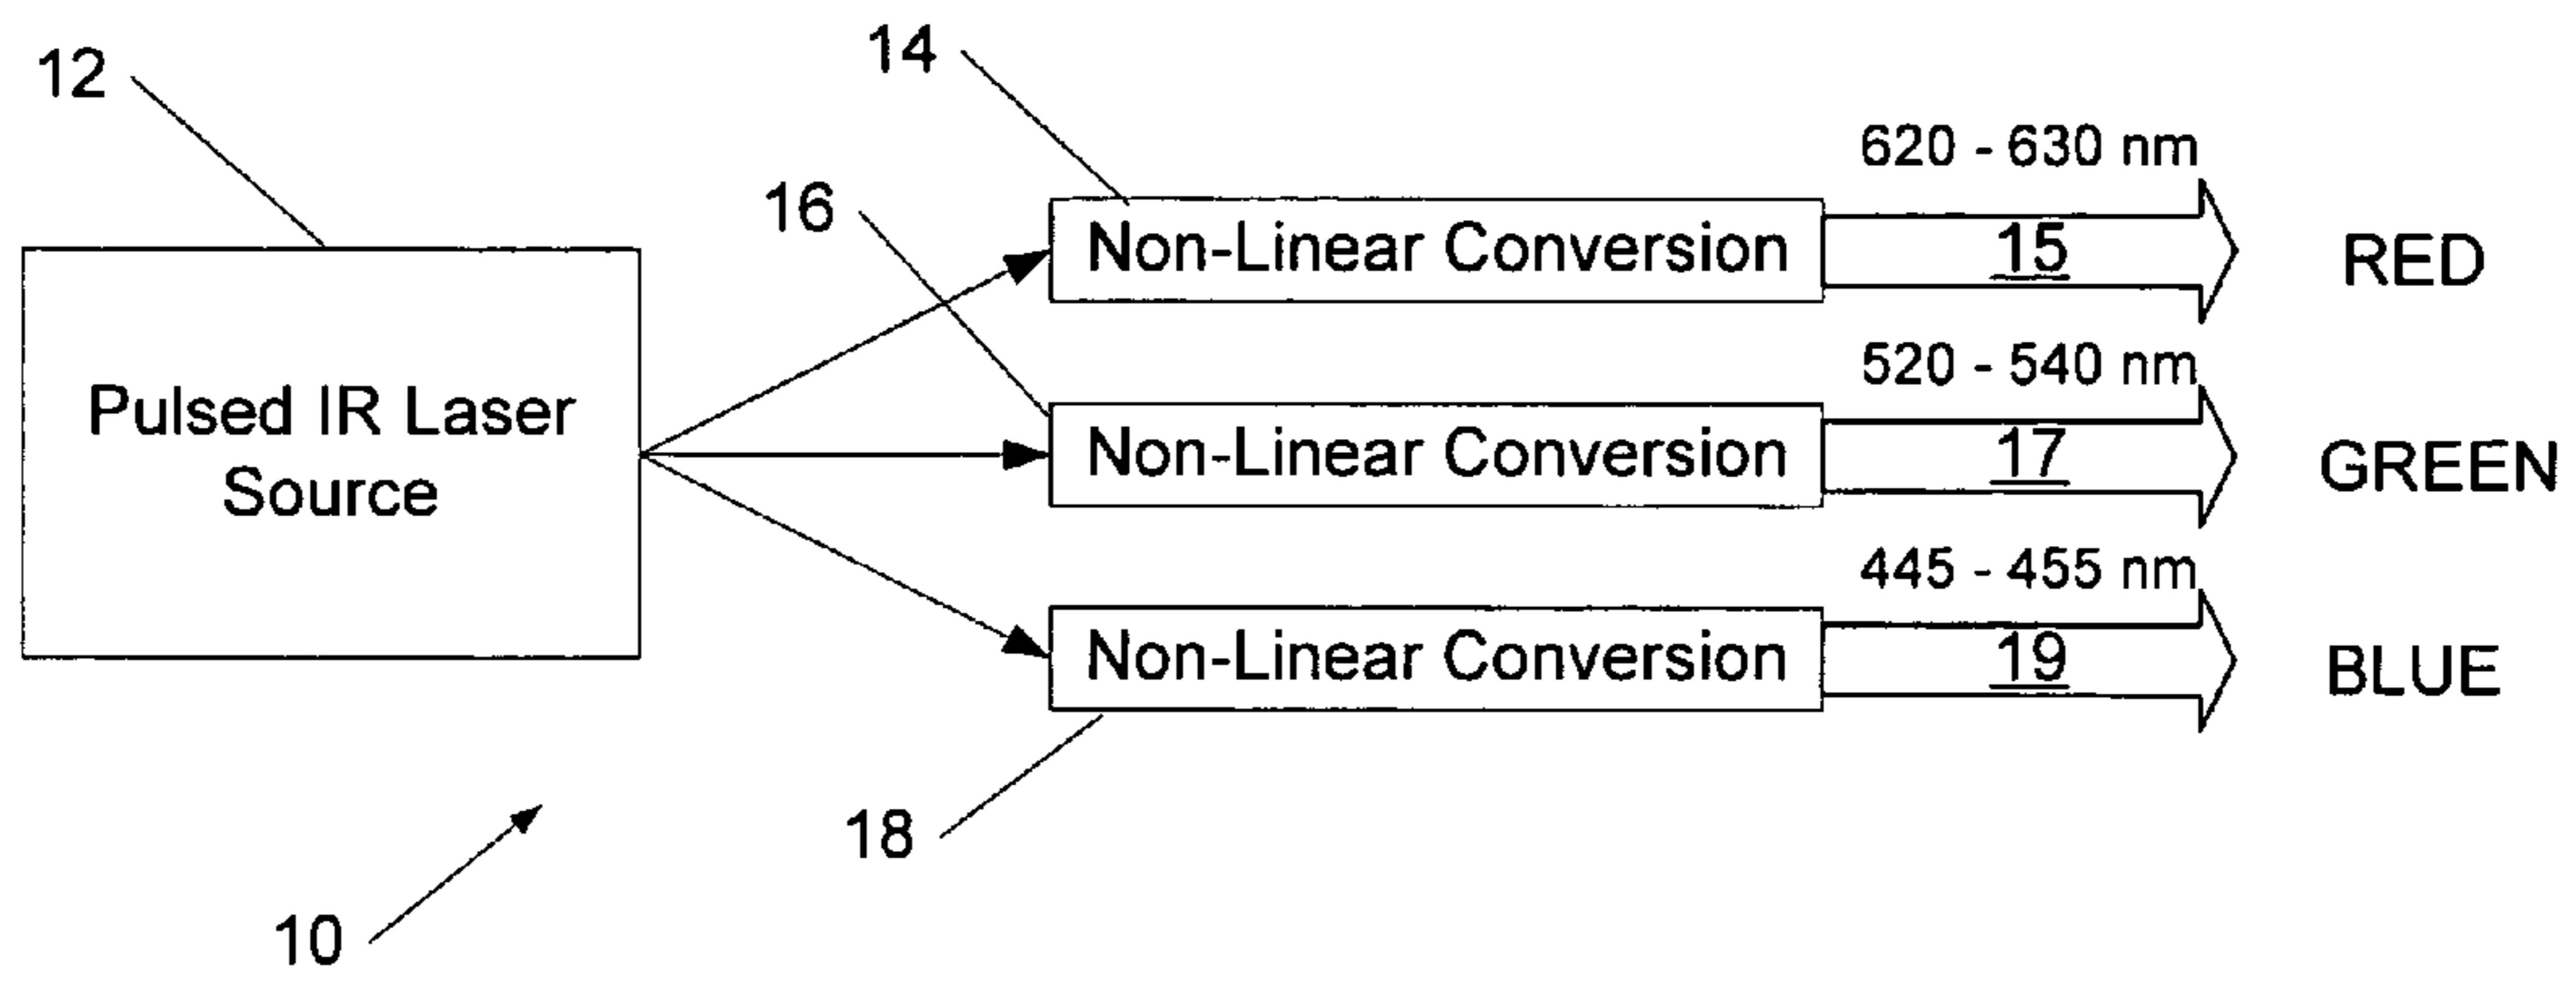 14
12
620 - 630 nm
16
Non-Linear Conversion
15
RED
520 - 540 nm
Pulsed IR Laser
Source
Non-Linear Conversion
17
GREEN
445 - 455 nm
Non-Linear Conversion
19
BLUE
18
10